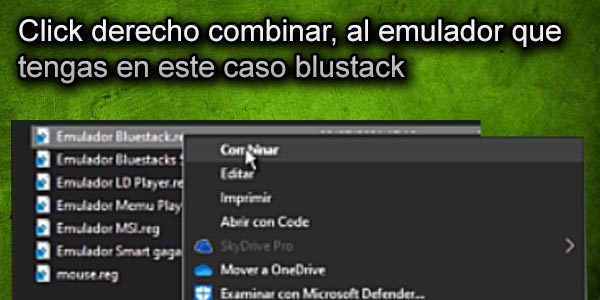 Click derecho combinar, al emulador que
tengas en este caso blustack
Emulador Bluestack.re
Combinar
Emulador Bluestacks
Editar
Emulador LD Player.re
Imprimir
Emulador Memu Play
Abrir con Code
Emulador MSI.reg
SkyDrive Pro
Emulador Smart gaga
Mover a OneDrive
mouse.reg
Examinar con Microsoft Defender...